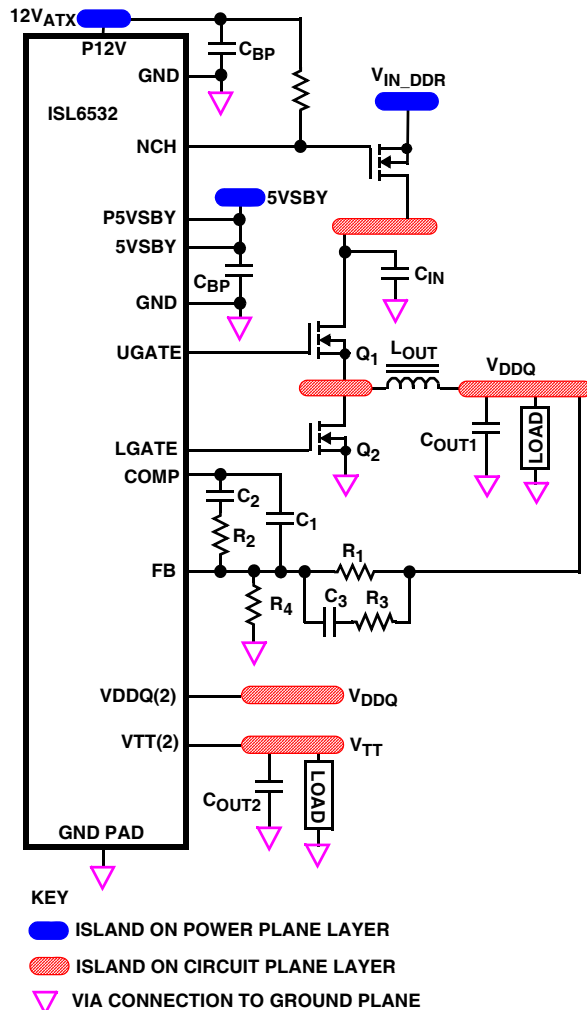 12VATX
P12V
CBP
GND
VIN_DDR
ISL6532
NCH
5VSBY
P5VSBY
5VSBY
CBP
CIN
GND
Q1
LOUT
UGATE
VDDQ
COUT1
LOAD
LGATE
Q2
COMP
C2
C1
R2
R1
FB
C3
R3
R4
VDDQ(2)
VDDQ
VTT(2)
VTT
COUT2
LOAD
GND PAD
KEY
ISLAND ON POWER PLANE LAYER
ISLAND ON CIRCUIT PLANE LAYER
VIA CONNECTION TO GROUND PLANE